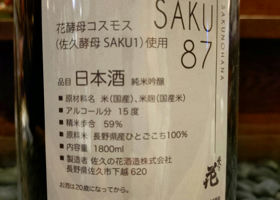 SAKU
SAKUNOHANA
87
花酵母コスモス
(佐久酵母 SAKU1) 使用
品目 日本酒 純米吟醸
■ 原材料名 米(国産)、米麹(国産米)
■ アルコール分 15度
■ 精米歩合 59%
■ 原料米 長野県産ひとごこち100%
■ 内容量 1800ml
■ 製造者 佐久の花酒造株式会社
長野県佐久市下越 620
お酒は20歳になってから。
花